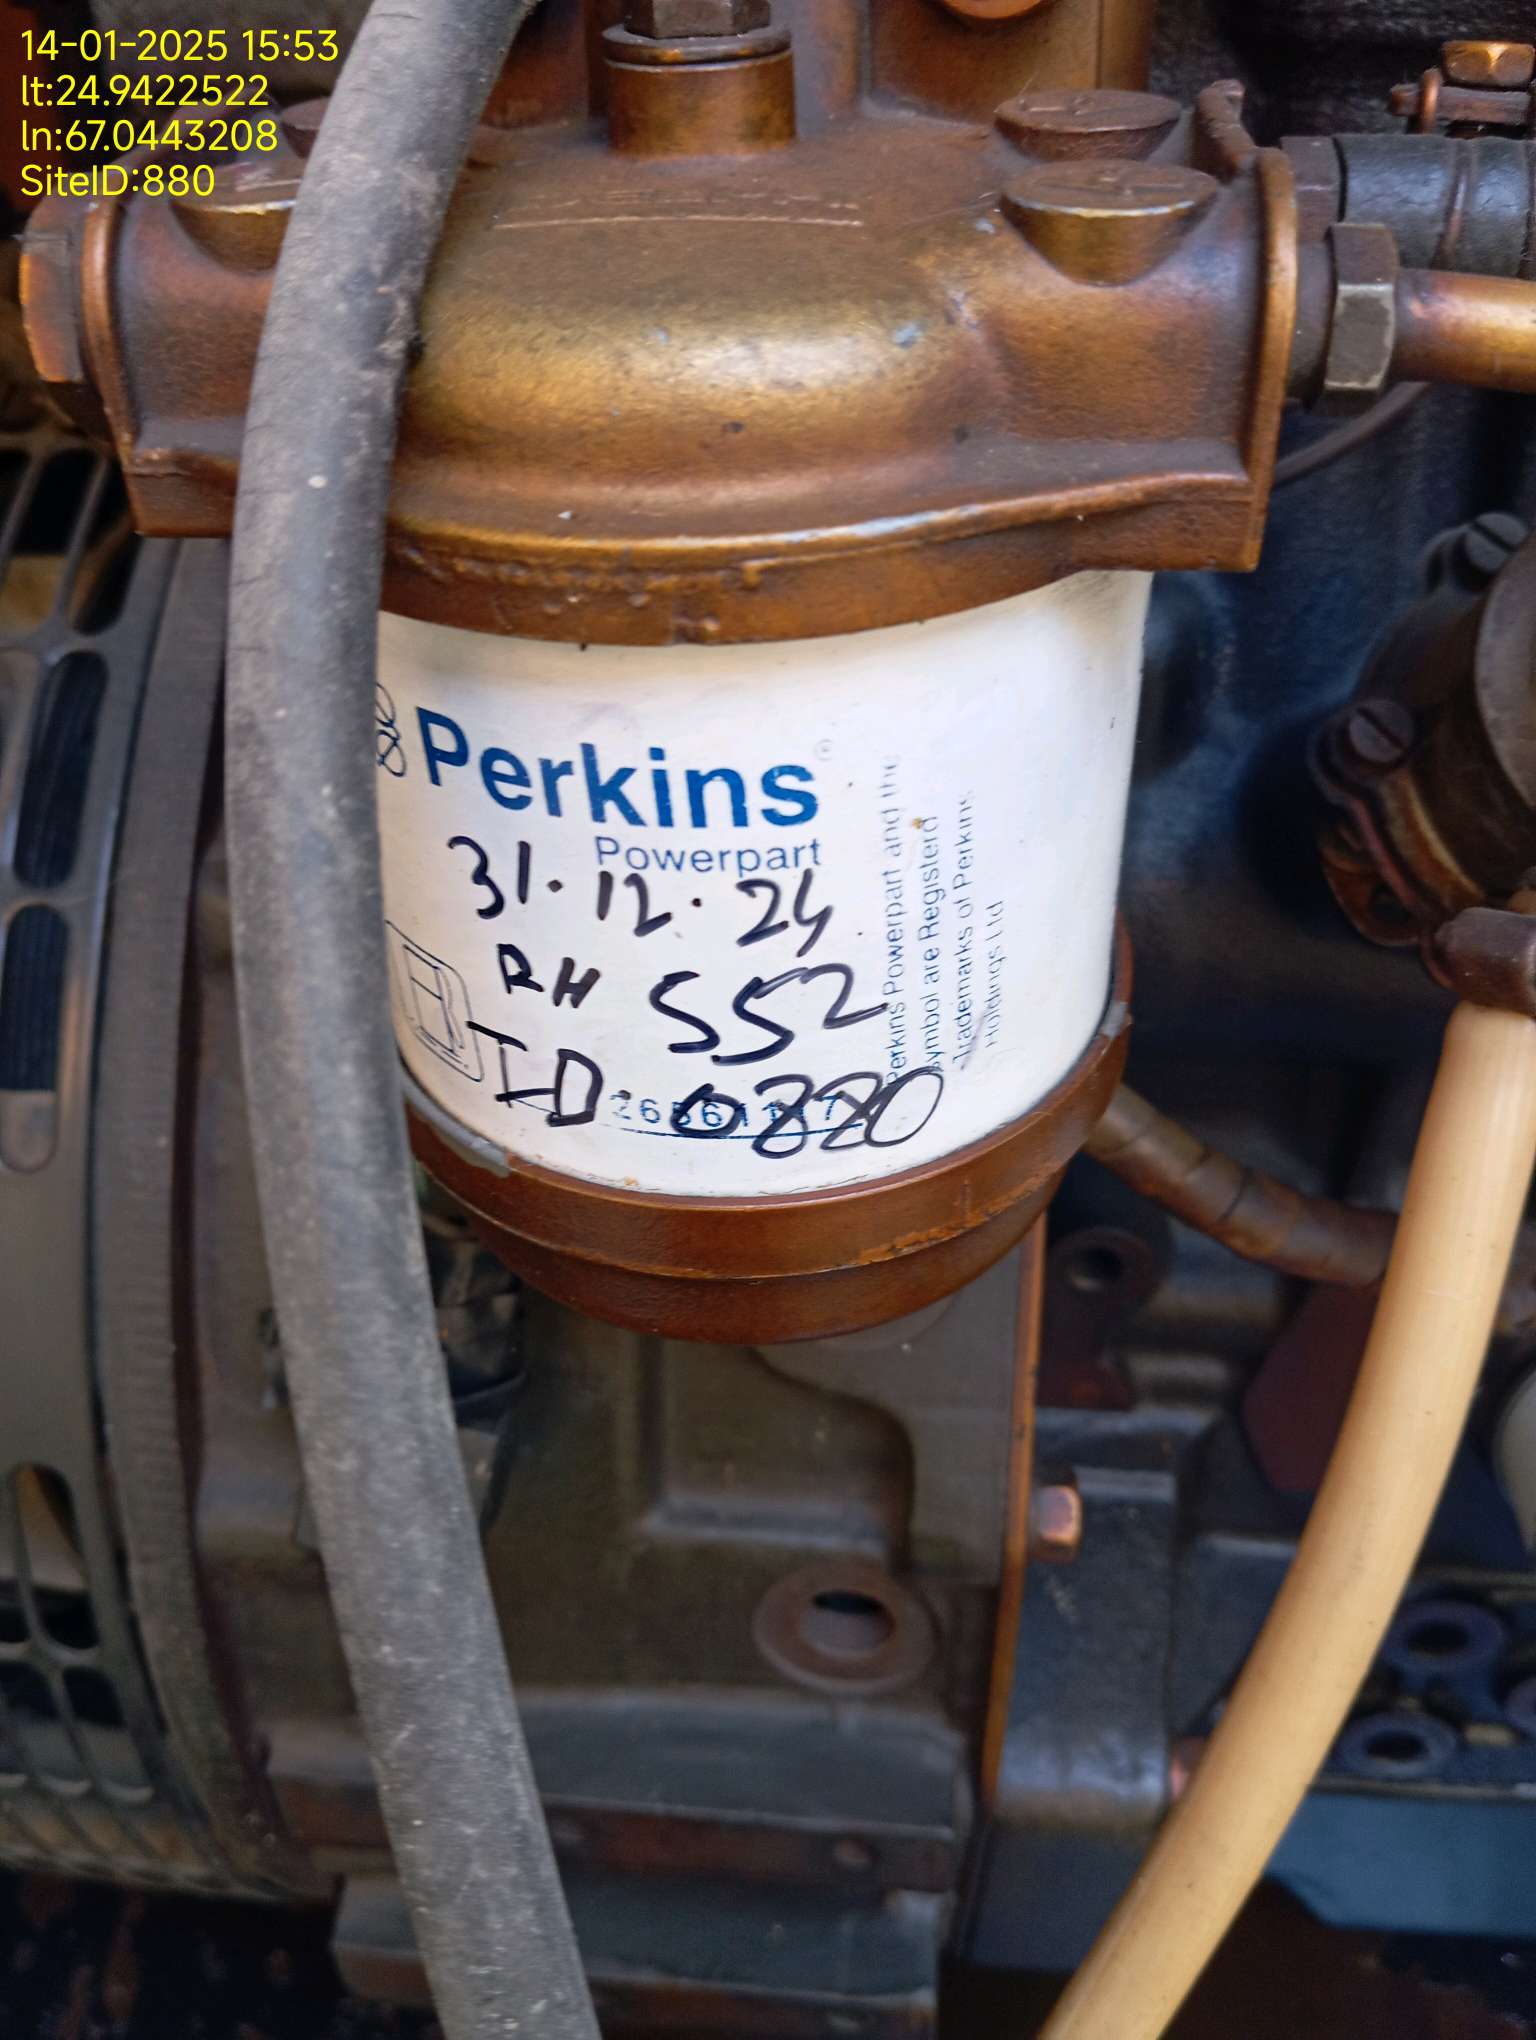 14-01-2025 15:53
lt:24.9422522
ln:67.0443208
SiteID:880
Perkins®
Powerpart
31.12.24
RH 552
ID. 0880
Perkins Powerpart and the
symbol are Registerd
Trademarks of Perkins
Holdings Ltd